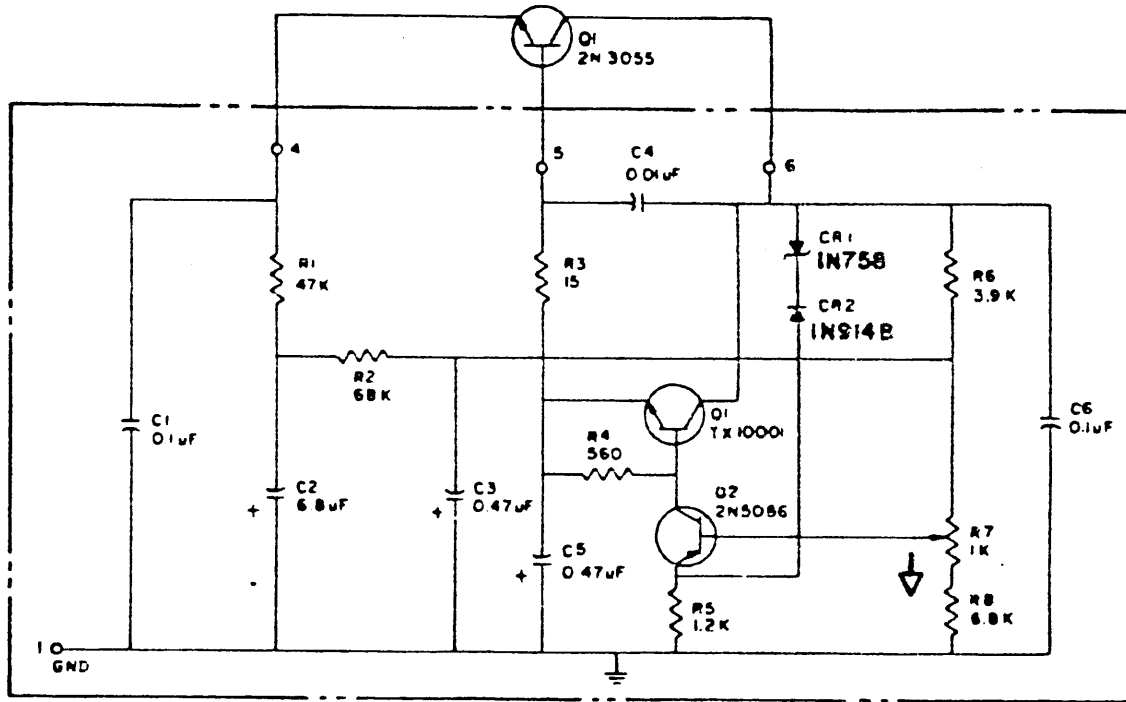 Q1
2N 3055
4
5
6
C4
0.01uF
CR1
1N758
R1
47K
R3
15
R6
3.9K
CR2
1N914B
R2
68K
C1
0.1uF
Q1
TX10001
C6
0.1uF
R4
560
C2
6.8uF
+
-
C3
0.47uF
+
Q2
2N5086
R7
1K
C5
0.47uF
+
R5
1.2K
R8
6.8K
1
GND